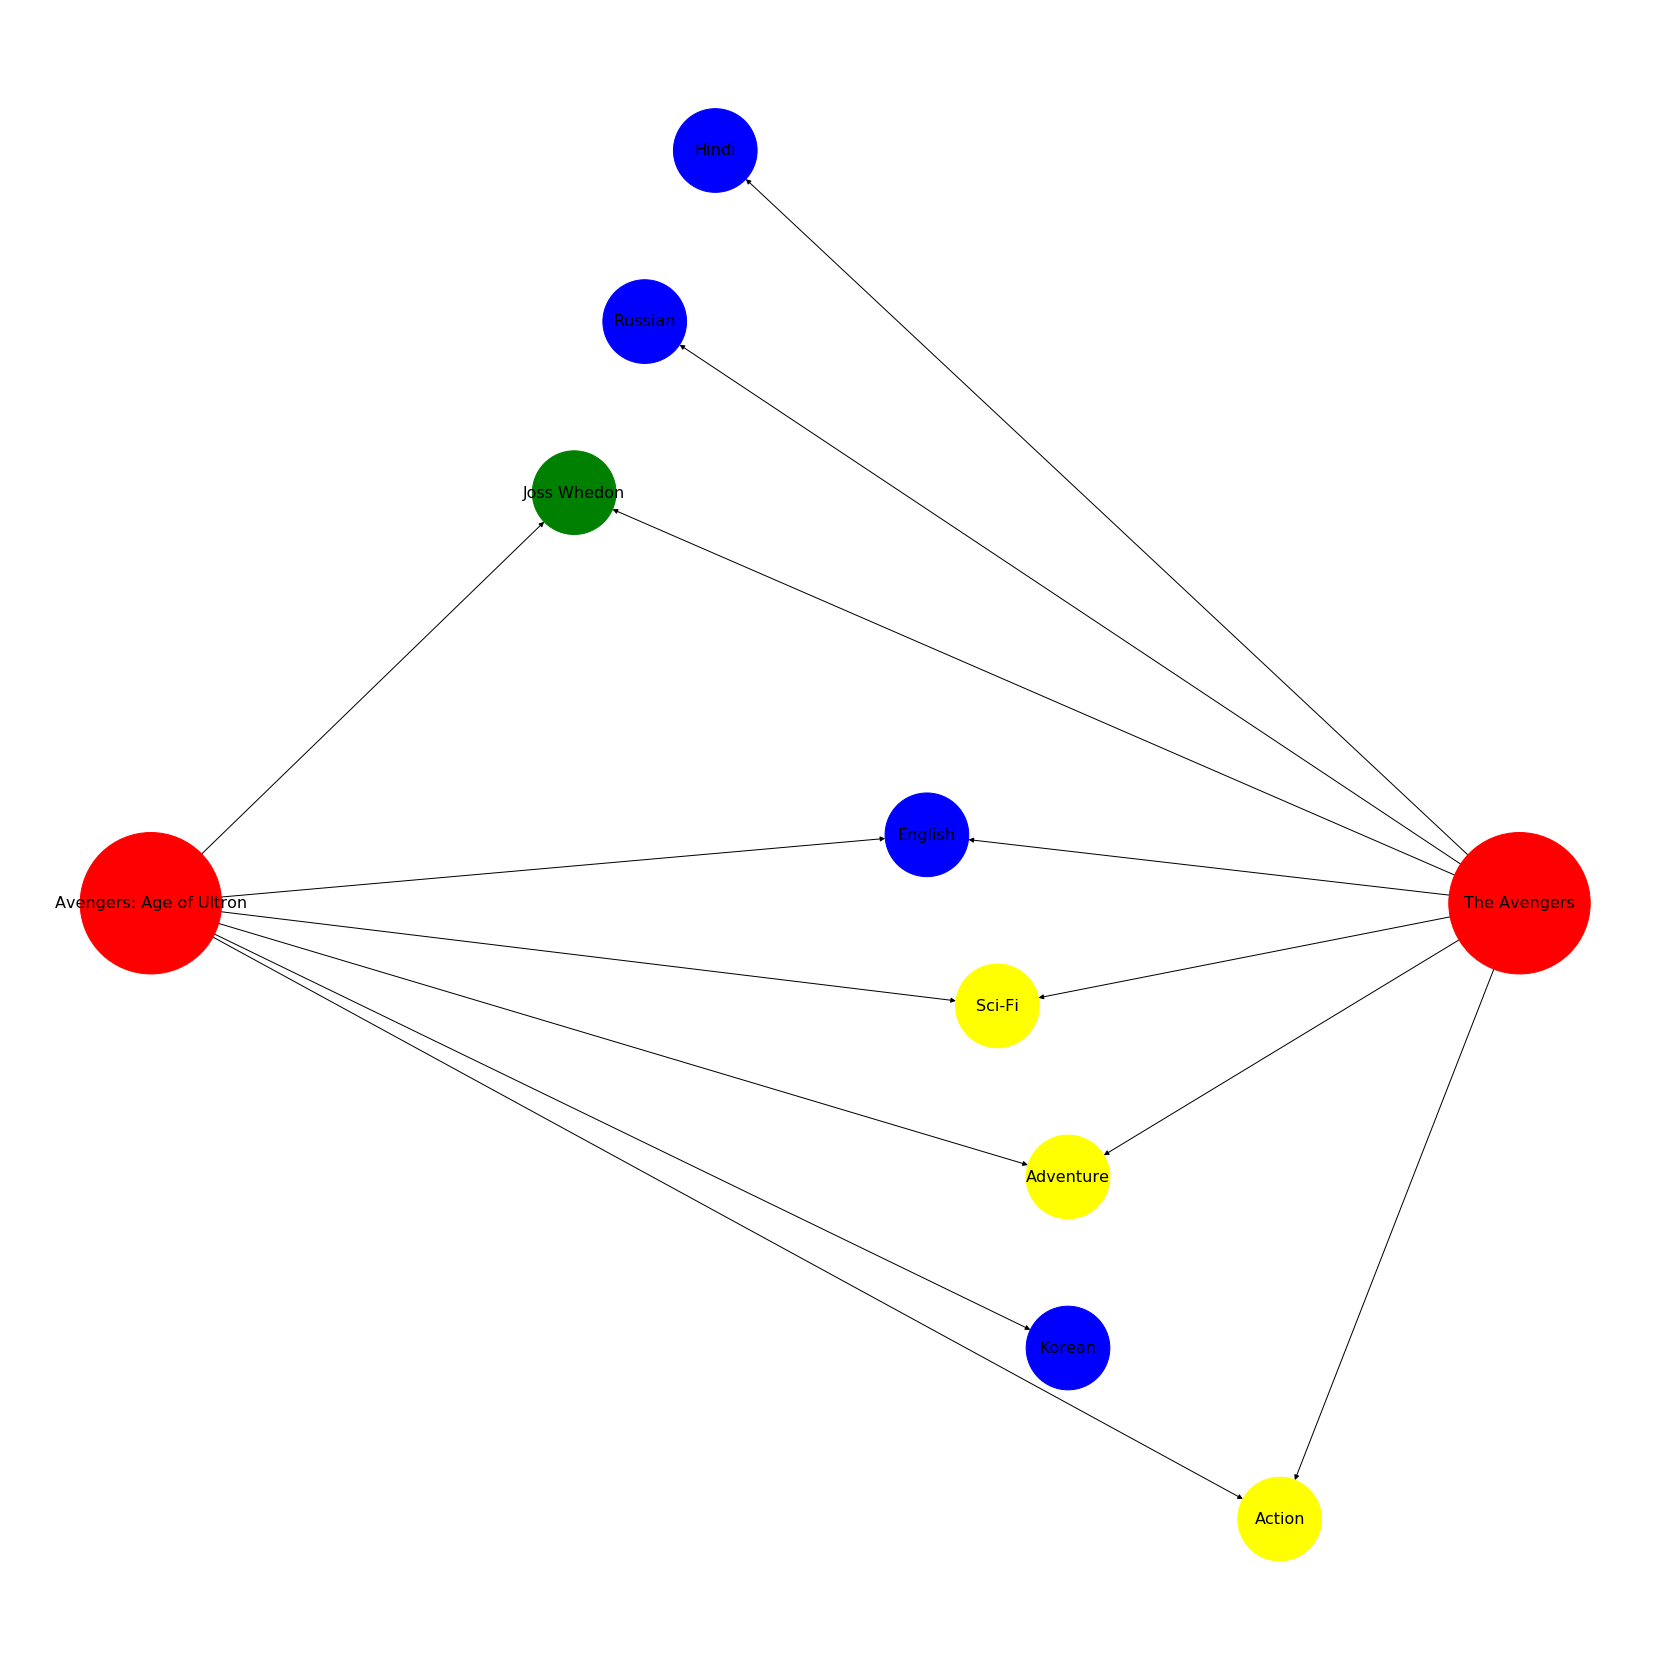 Hindi
Russian
Joss Whedon
English
Avengers: Age of Ultron
The Avengers
Sci-Fi
Adventure
Korean
Action